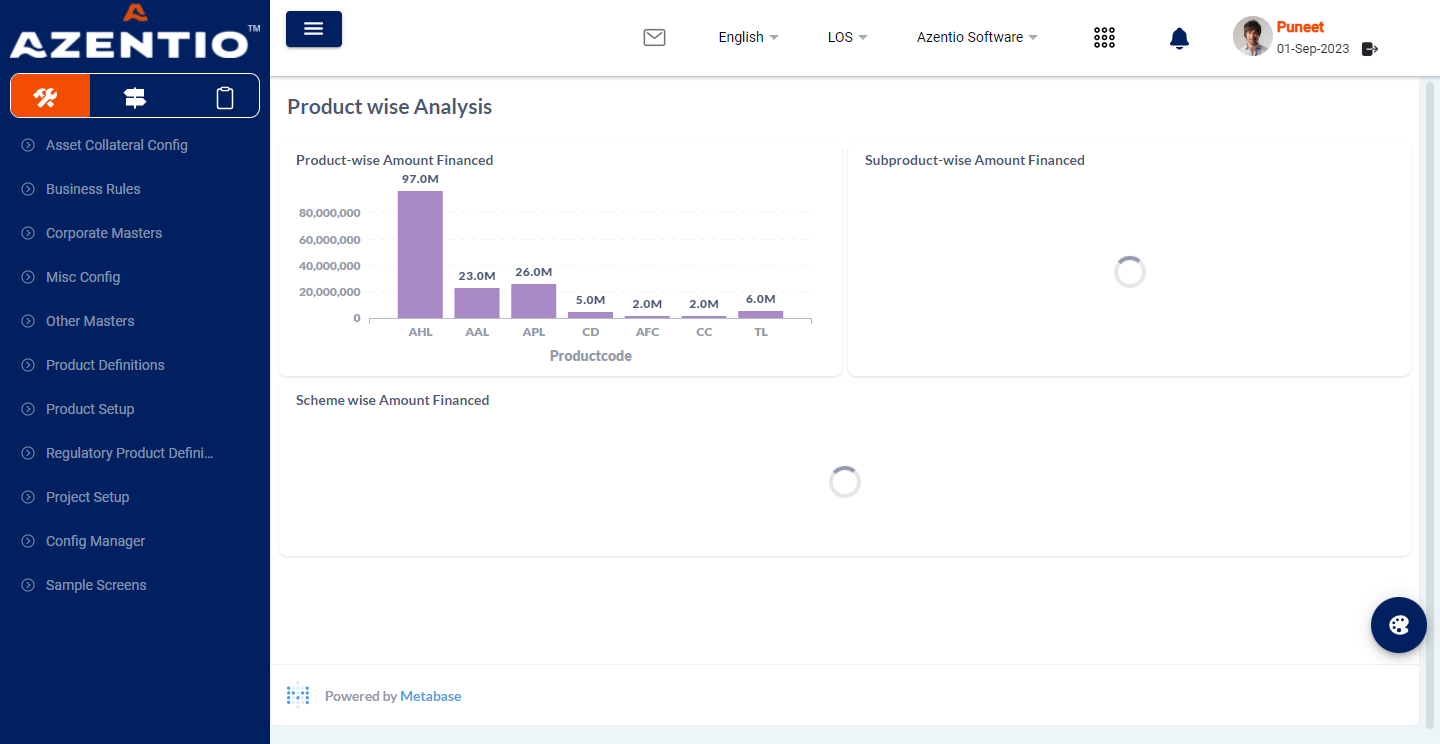 AZENTIO™
English
LOS
Azentio Software
Puneet
01-Sep-2023
Asset Collateral Config
Business Rules
Corporate Masters
Misc Config
Other Masters
Product Definitions
Product Setup
Regulatory Product Defini...
Project Setup
Config Manager
Sample Screens
Product wise Analysis
Product-wise Amount Financed
97.0M
80,000,000
60,000,000
40,000,000
20,000,000
0
23.0M
26.0M
5.0M
2.0M
2.0M
6.0M
AHL
AAL
APL
CD
AFC
CC
TL
Productcode
Subproduct-wise Amount Financed
Scheme wise Amount Financed
Powered by Metabase